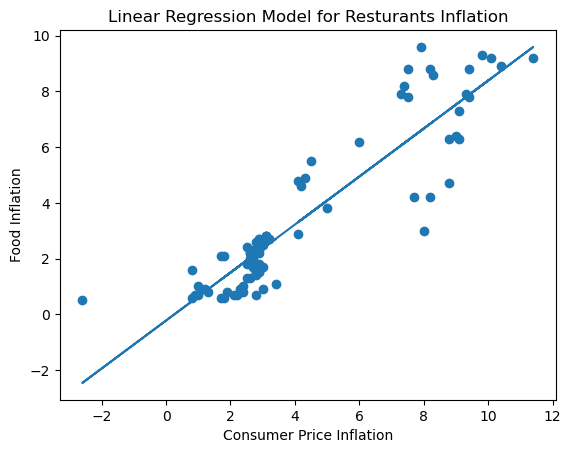 Linear Regression Model for Resturants Inflation
10
8
6
4
2
0
−2
Food Inflation
−2 0 2 4 6 8 10 12
Consumer Price Inflation